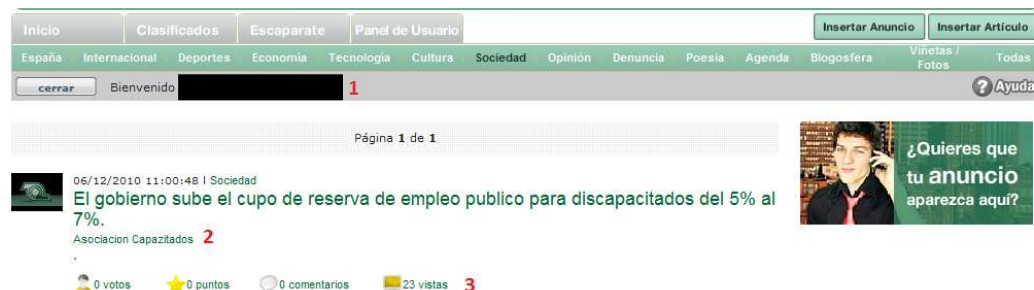 Inicio Clasificados Escaparate Panel de Usuario Insertar Anuncio Insertar Artículo
España Internacional Deportes Economía Tecnología Cultura Sociedad Opinión Denuncia Poesía Agenda Blogosfera Viñetas / Fotos Todas
cerrar Bienvenido 1 ? Ayuda
Página 1 de 1
06/12/2010 11:00:48 | Sociedad
El gobierno sube el cupo de reserva de empleo publico para discapacitados del 5% al
7%.
Asociacion Capazitados 2
.
0 votos 0 puntos 0 comentarios 23 vistas 3
¿Quieres que
tu anuncio
aparezca aquí?